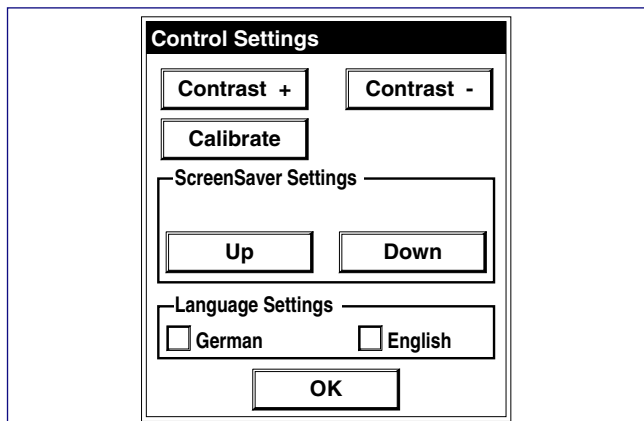 Control Settings
Contrast +
Contrast -
Calibrate
ScreenSaver Settings
Up
Down
Language Settings
German
English
OK